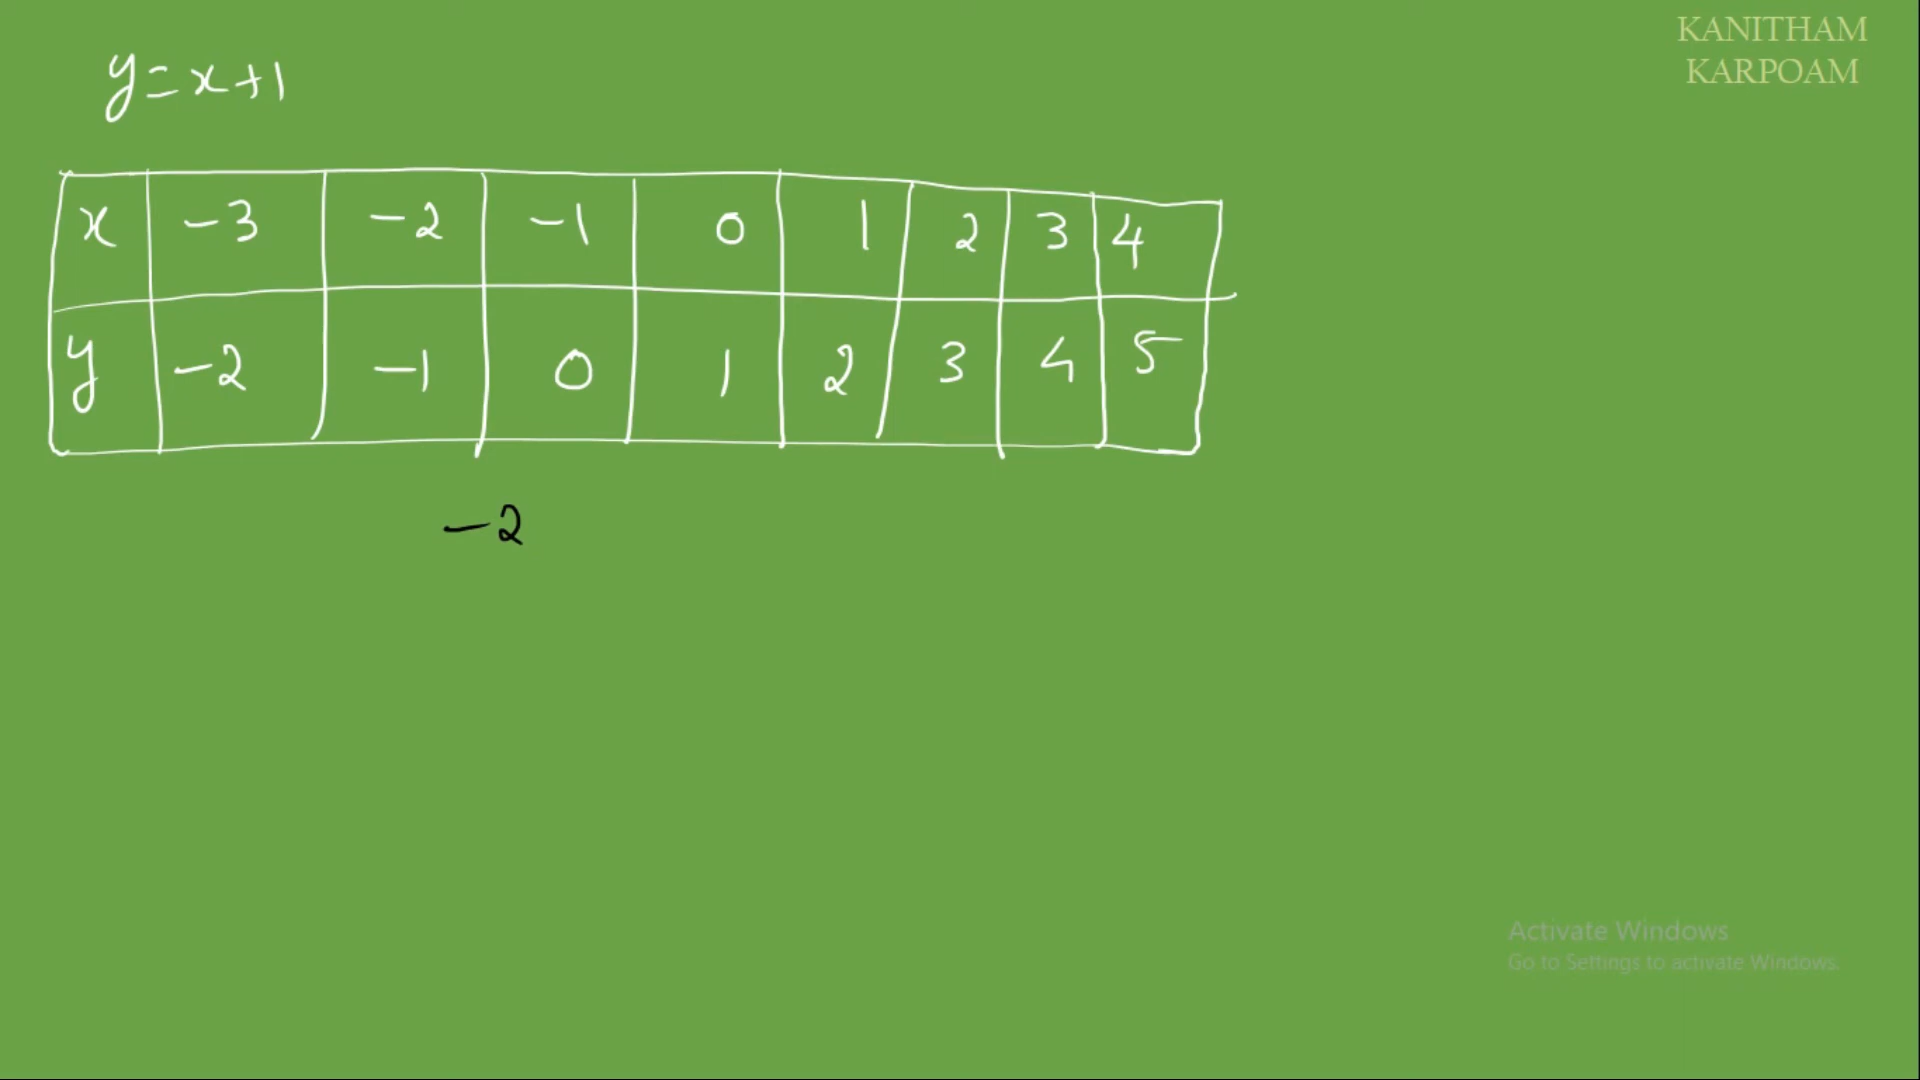 KANITHAM
KARPOAM
y=x+1
x -3 -2 -1 0 1 2 3 4
y -2 -1 0 1 2 3 4 5
-2
Activate Windows
Go to Settings to activate Windows.